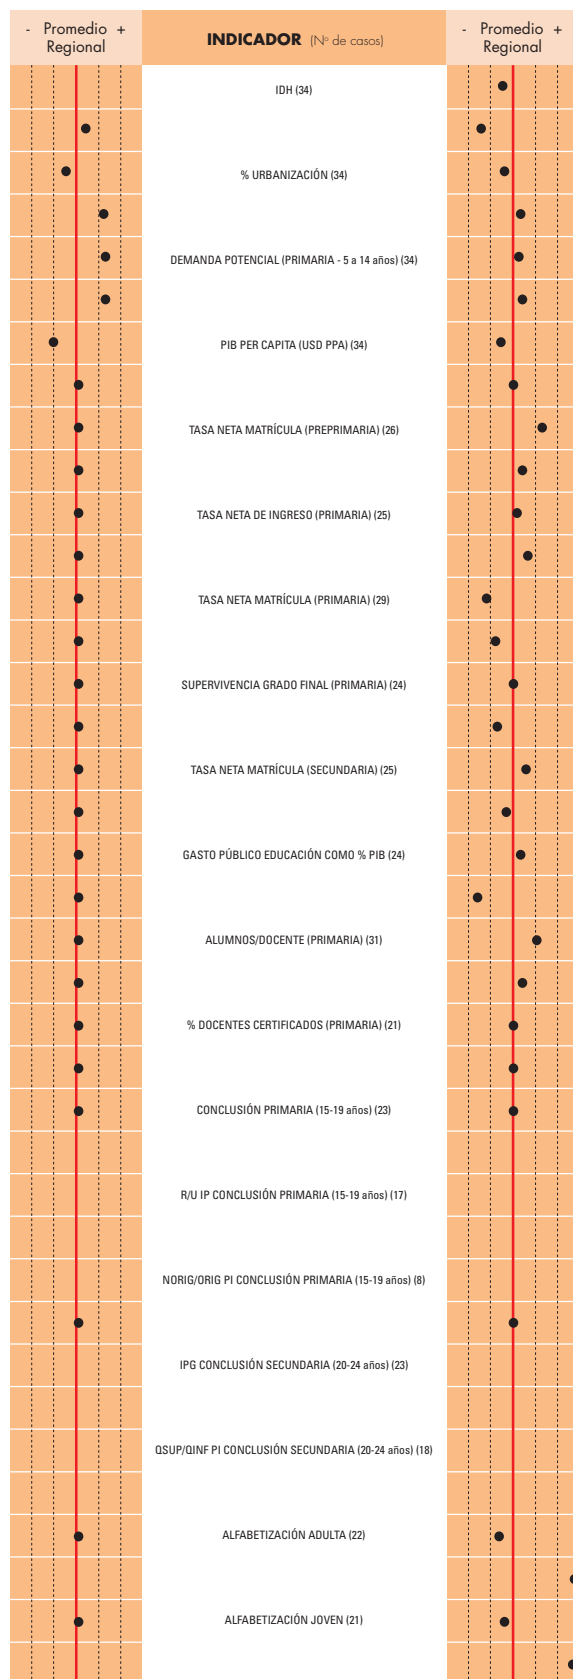 - Promedio +
Regional
INDICADOR (Nº de casos)
- Promedio +
Regional
IDH (34)
% URBANIZACIÓN (34)
DEMANDA POTENCIAL (PRIMARIA - 5 a 14 años) (34)
PIB PER CAPITA (USD PPA) (34)
TASA NETA MATRÍCULA (PREPRIMARIA) (26)
TASA NETA DE INGRESO (PRIMARIA) (25)
TASA NETA MATRÍCULA (PRIMARIA) (29)
SUPERVIVENCIA GRADO FINAL (PRIMARIA) (24)
TASA NETA MATRÍCULA (SECUNDARIA) (25)
GASTO PÚBLICO EDUCACIÓN COMO % PIB (24)
ALUMNOS/DOCENTE (PRIMARIA) (31)
% DOCENTES CERTIFICADOS (PRIMARIA) (21)
CONCLUSIÓN PRIMARIA (15-19 años) (23)
R/U IP CONCLUSIÓN PRIMARIA (15-19 años) (17)
NORIG/ORIG PI CONCLUSIÓN PRIMARIA (15-19 años) (8)
IPG CONCLUSIÓN SECUNDARIA (20-24 años) (23)
QSUP/QINF PI CONCLUSIÓN SECUNDARIA (20-24 años) (18)
ALFABETIZACIÓN ADULTA (22)
ALFABETIZACIÓN JOVEN (21)